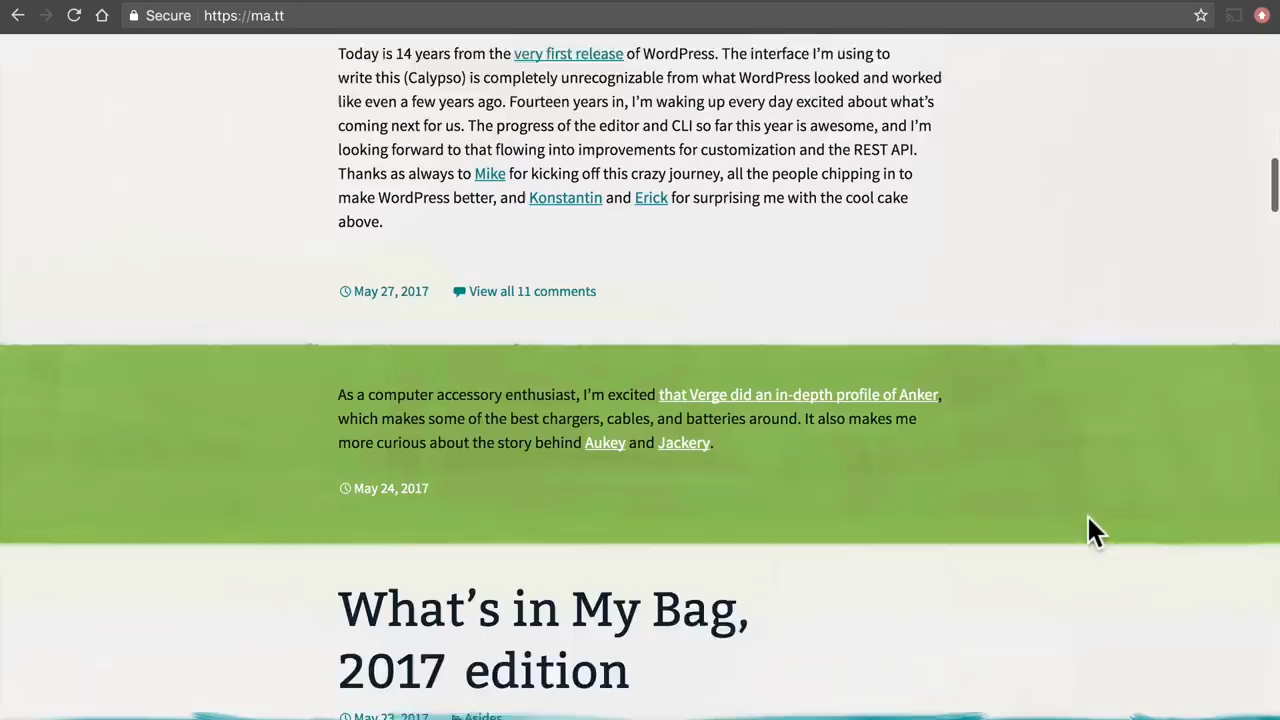 Secure https://ma.tt
Today is 14 years from the very first release of WordPress. The interface I’m using to
write this (Calypso) is completely unrecognizable from what WordPress looked and worked
like even a few years ago. Fourteen years in, I’m waking up every day excited about what’s
coming next for us. The progress of the editor and CLI so far this year is awesome, and I’m
looking forward to that flowing into improvements for customization and the REST API.
Thanks as always to Mike for kicking off this crazy journey, all the people chipping in to
make WordPress better, and Konstantin and Erick for surprising me with the cool cake
above.
May 27, 2017 View all 11 comments
As a computer accessory enthusiast, I’m excited that Verge did an in-depth profile of Anker,
which makes some of the best chargers, cables, and batteries around. It also makes me
more curious about the story behind Aukey and Jackery.
May 24, 2017
What’s in My Bag,
2017 edition
May 23, 2017 Asides